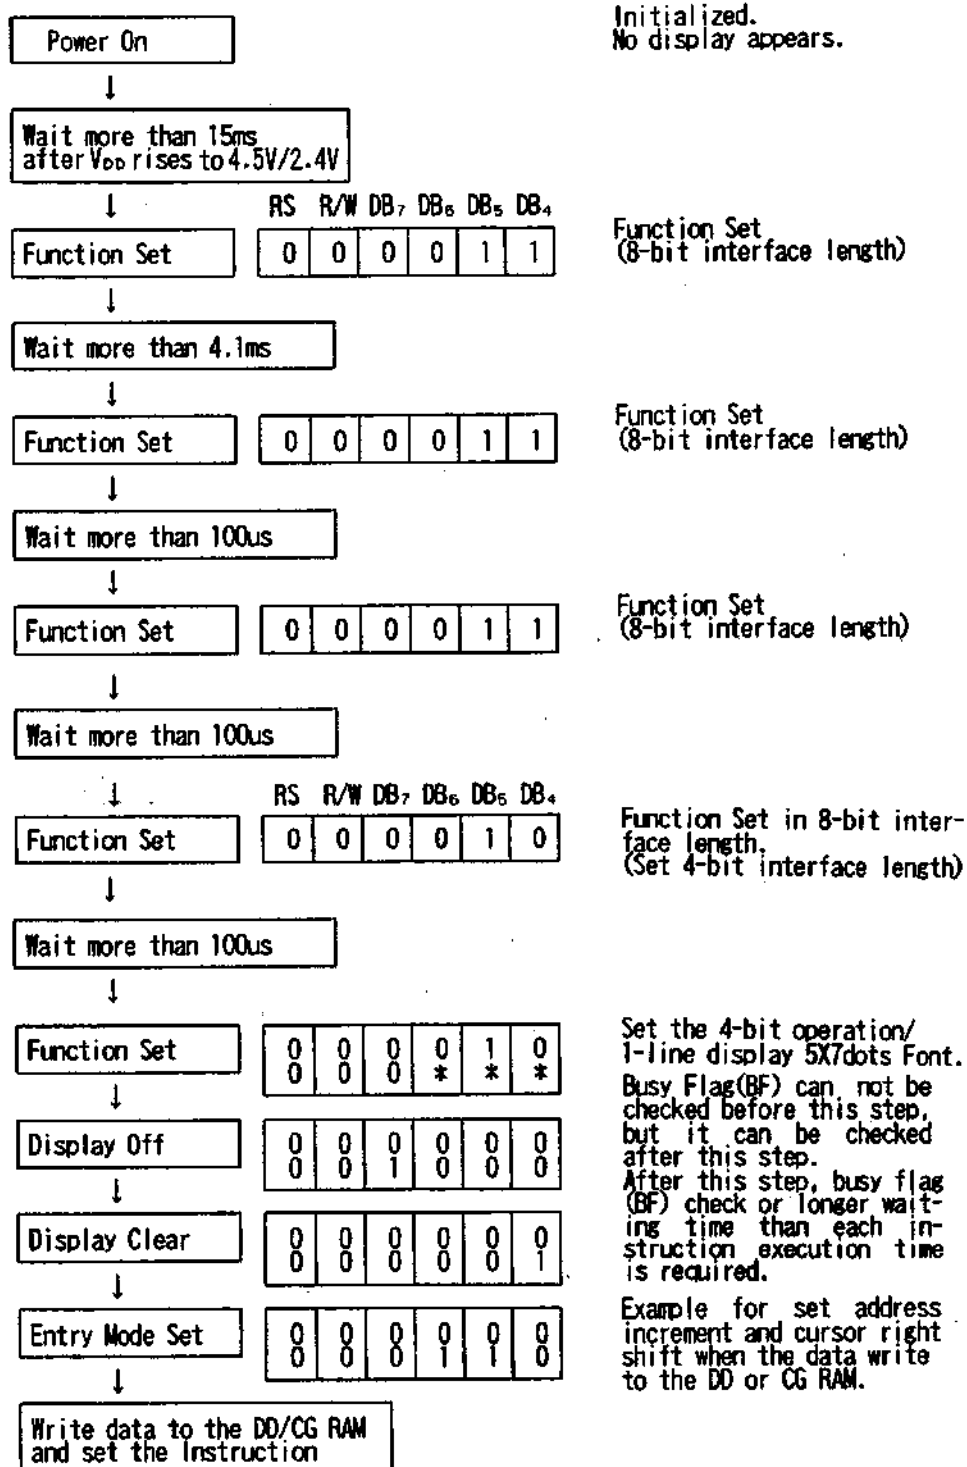 Initialized.
Power On
No display appears.
Wait more than 15ms
after VDD rises to 4.5V/2.4V
RS R/W DB7 DB6 DB5 DB4
Function Set 0 0 0 0 1 1
Function Set
(8-bit interface length)
Wait more than 4.1ms
Function Set 0 0 0 0 1 1
Function Set
(8-bit interface length)
Wait more than 100us
Function Set 0 0 0 0 1 1
Function Set
(8-bit interface length)
Wait more than 100us
RS R/W DB7 DB6 DB5 DB4
Function Set 0 0 0 0 1 0
Function Set in 8-bit inter-
face length.
(Set 4-bit interface length)
Wait more than 100us
Function Set
0 0 0 0 1 0
0 0 0 * * *
Set the 4-bit operation/
1-line display 5X7dots Font.
Busy Flag(BF) can not be
checked before this step,
but it can be checked
after this step.
After this step, busy flag
(BF) check or longer wait-
ing time than each in-
struction execution time
is required.
Display Off
0 0 0 0 0 0
0 0 1 0 0 0
Display Clear
0 0 0 0 0 0
0 0 0 0 0 1
Entry Mode Set
0 0 0 0 0 0
0 0 0 1 1 0
Example for set address
increment and cursor right
shift when the data write
to the DD or CG RAM.
Write data to the DD/CG RAM
and set the Instruction